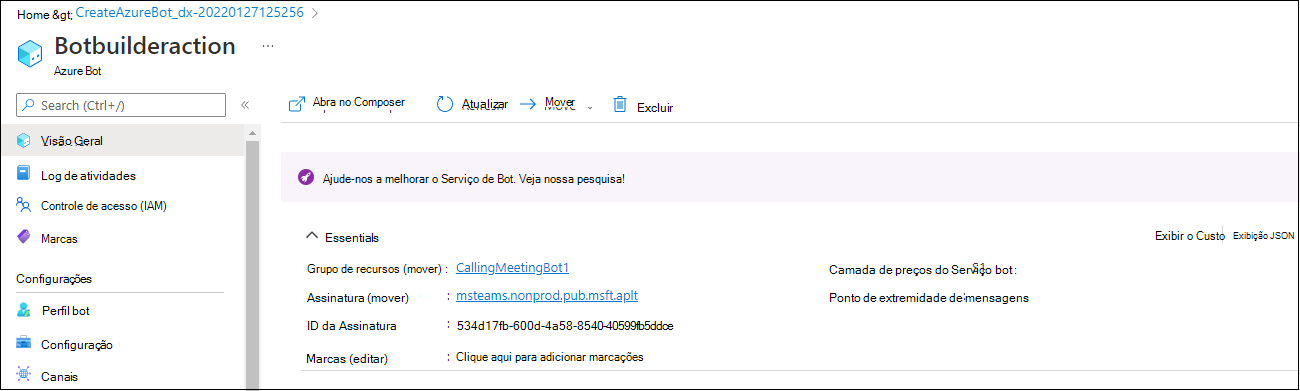 Home &gt; CreateAzureBot_dx-20220127125256 >
Botbuilderaction ...
Azure Bot
Search (Ctrl+/) «
Abra no Composer Atualizar Mover Excluir
Visão Geral
Log de atividades
Controle de acesso (IAM)
Marcas
Configurações
Perfil bot
Configuração
Canais
Ajude-nos a melhorar o Serviço de Bot. Veja nossa pesquisa!
Essentials
Exibir o Custo Exibição JSON
Grupo de recursos (mover) : CallingMeetingBot1
Assinatura (mover) : msteams.nonprod.pub.msft.aplt
ID da Assinatura : 534d17fb-600d-4a58-8540-40599fb5ddce
Marcas (editar) : Clique aqui para adicionar marcações
Camada de preços do Serviço bot : S1
Ponto de extremidade de mensagens